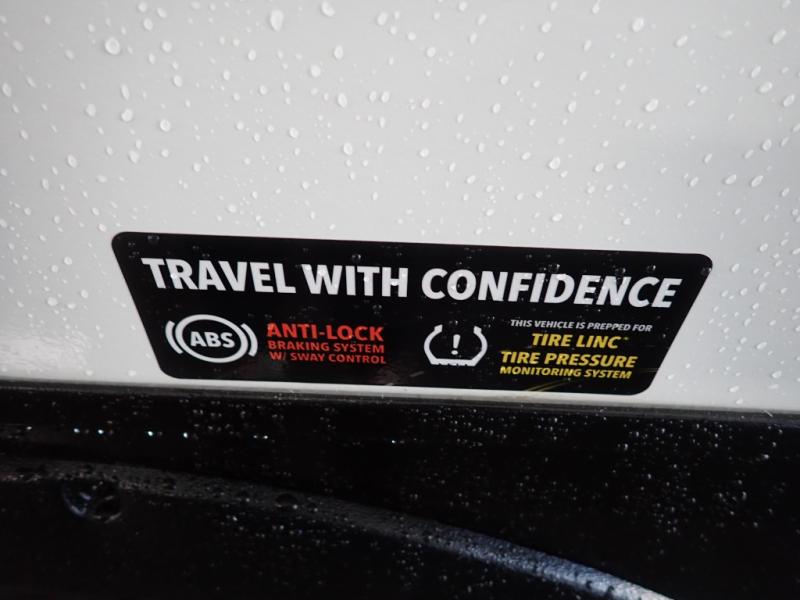 TRAVEL WITH CONFIDENCE
ABS
ANTI-LOCK
BRAKING SYSTEM
W/ SWAY CONTROL
!
THIS VEHICLE IS PREPPED FOR
TIRE LINC™
TIRE PRESSURE
MONITORING SYSTEM